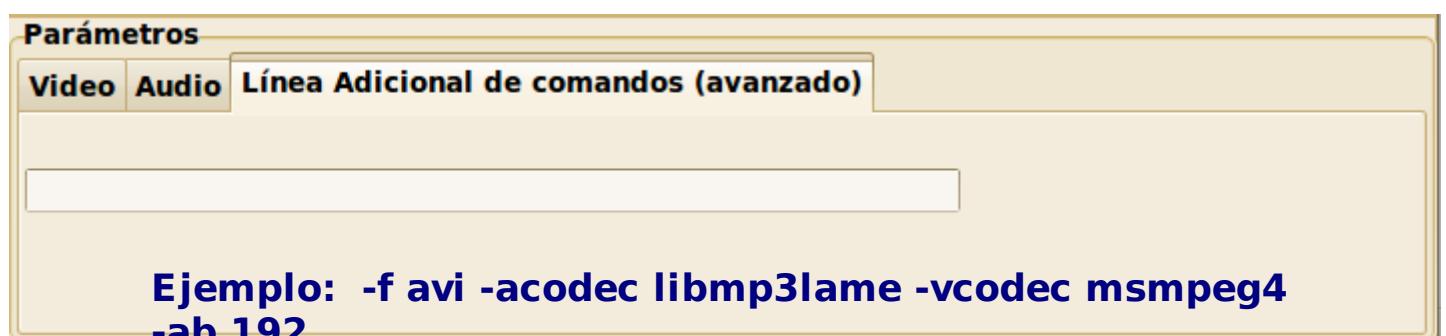 Parámetros
Video Audio Línea Adicional de comandos (avanzado)
Ejemplo: -f avi -acodec libmp3lame -vcodec msmpeg4
-ab 192